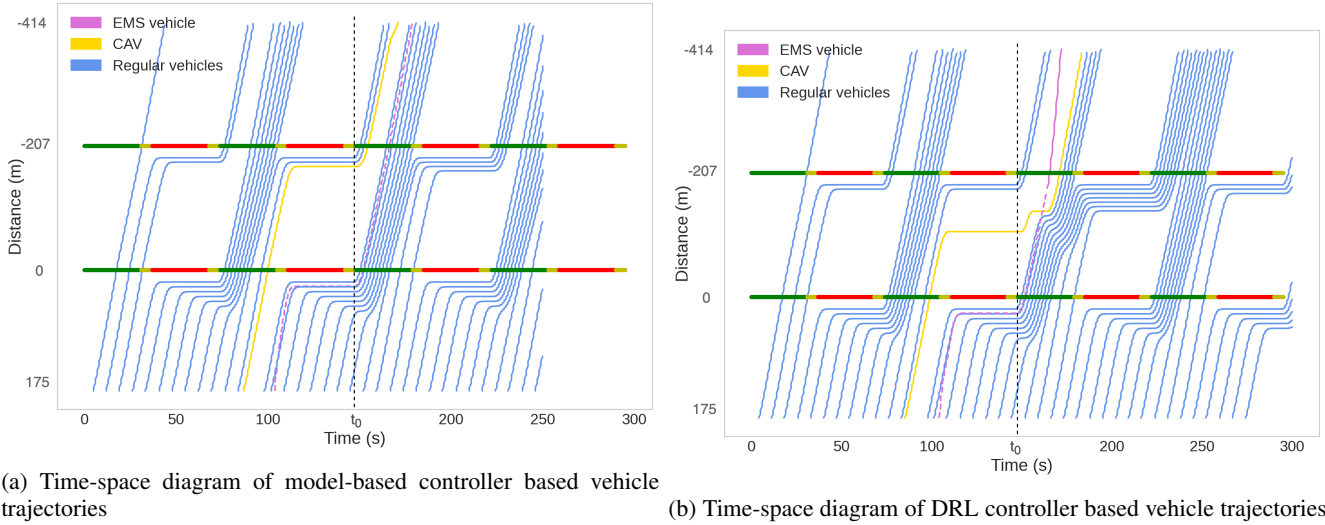 -414
EMS vehicle
CAV
Regular vehicles
-207
0
175
Distance (m)
0
50
100
t0
200
250
300
Time (s)
(a) Time-space diagram of model-based controller based vehicle
trajectories
-414
EMS vehicle
CAV
Regular vehicles
-207
0
175
Distance (m)
0
50
100
t0
200
250
300
Time (s)
(b) Time-space diagram of DRL controller based vehicle trajectories